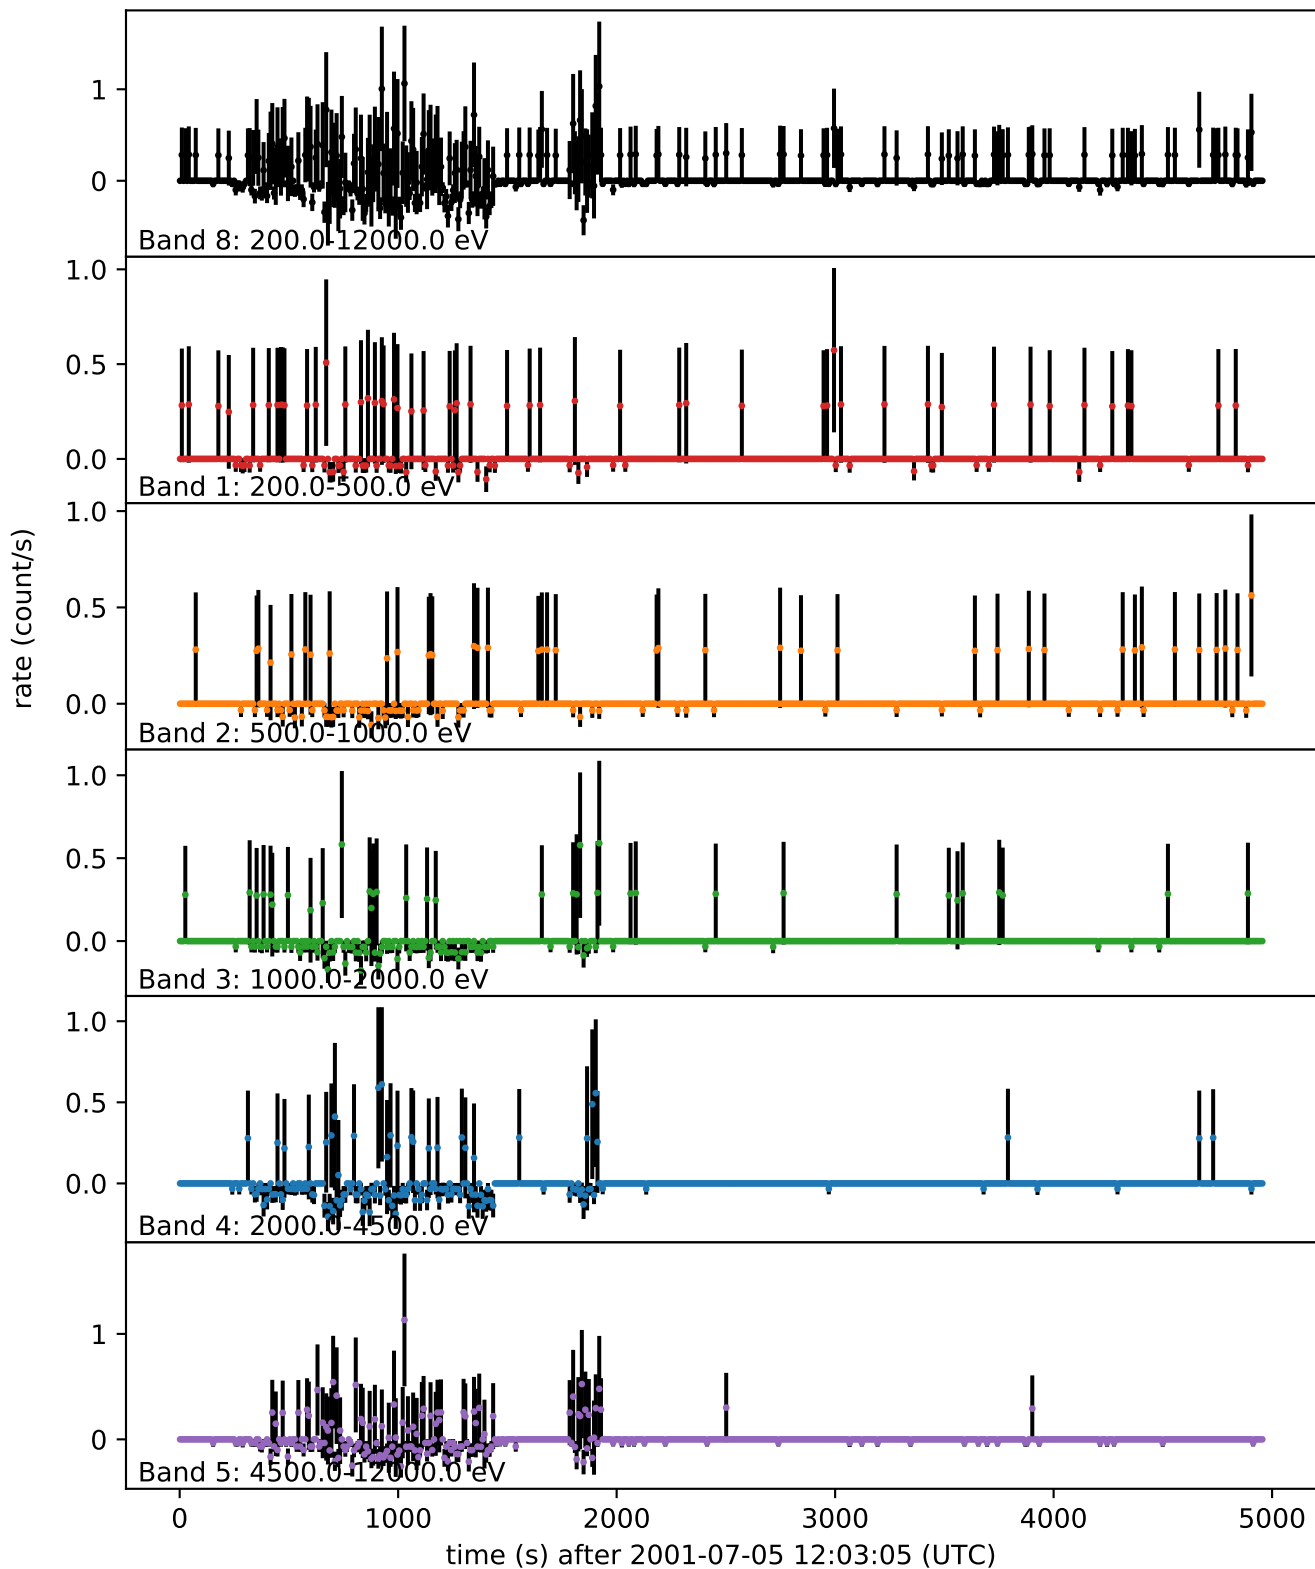 1
0
Band 8: 200.0-12000.0 eV
1.0
0.5
0.0
Band 1: 200.0-500.0 eV
1.0
0.5
0.0
Band 2: 500.0-1000.0 eV
rate (count/s)
1.0
0.5
0.0
Band 3: 1000.0-2000.0 eV
1.0
0.5
0.0
Band 4: 2000.0-4500.0 eV
1
0
Band 5: 4500.0-12000.0 eV
0 1000 2000 3000 4000 5000
time (s) after 2001-07-05 12:03:05 (UTC)